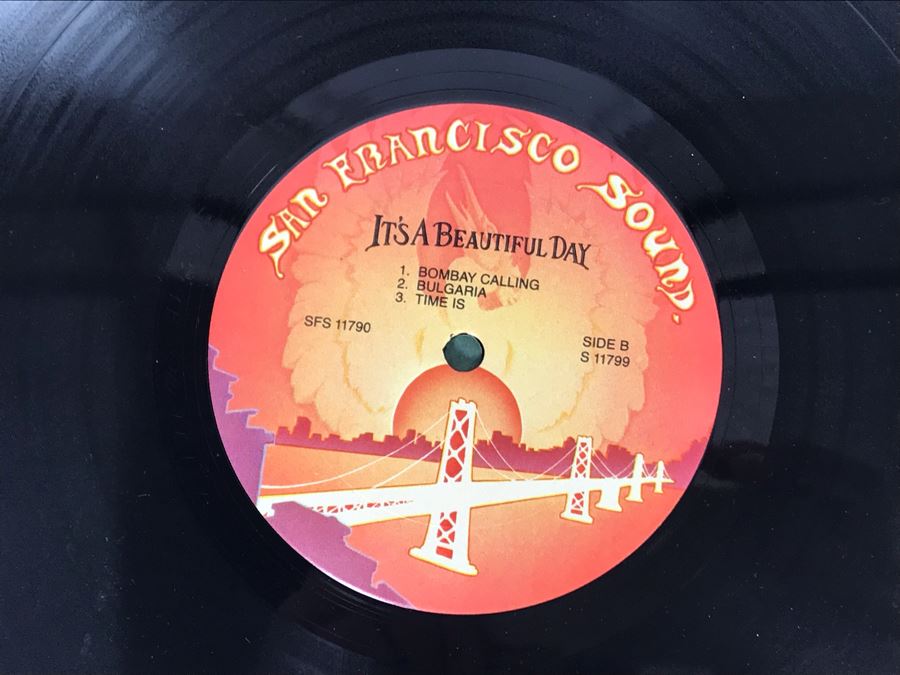 SAN FRANCISCO SOUND.
IT'S A BEAUTIFUL DAY
1. BOMBAY CALLING
2. BULGARIA
3. TIME IS
SFS 11790
SIDE B
S 11799